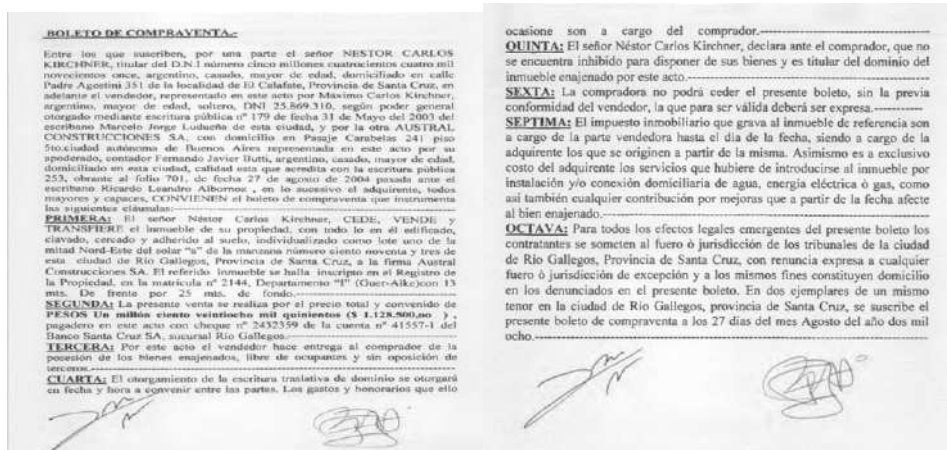 BOLETO DE COMPRAVENTA.-
Entre los que suscriben, por una parte el señor NESTOR CARLOS
KIRCHNER, titular del D.N.I número cinco millones cuatrocientos cuatro mil
novecientos once, argentino, casado, mayor de edad, domiciliado en calle
Padre Agostini 351 de la localidad de El Calafate, Provincia de Santa Cruz, en
adelante el vendedor, representado en este acto por Máximo Carlos Kirchner,
argentino, mayor de edad, soltero, DNI 25.869.310, según poder general
otorgado mediante escritura pública nº 179 de fecha 31 de Mayo del 2003 del
escribano Marcelo Jorge Ludueña de esta ciudad, y por la otra AUSTRAL
CONSTRUCCIONES SA, con domicilio en Pasaje Carabelas 241 piso
5to.ciudad autónoma de Buenos Aires representada en este acto por su
apoderado, contador Fernando Javier Butti, argentino, casado, mayor de edad,
domiciliado en esta ciudad, calidad esta que acredita con la escritura pública
253, obrante al folio 701, de fecha 27 de agosto de 2004 pasada ante el
escribano Ricardo Leandro Albornoz , en lo sucesivo el adquirente, todos
mayores y capaces, CONVIENEN el boleto de compraventa que instrumenta
las siguientes cláusulas:----------
PRIMERA: El señor Néstor Carlos Kirchner, CEDE, VENDE y
TRANSFIERE el inmueble de su propiedad, con todo lo en él edificado,
clavado, cercado y adherido al suelo, individualizado como lote uno de la
mitad Nord-Este del solar "a" de la manzana número ciento noventa y tres de
esta ciudad de Río Gallegos, Provincia de Santa Cruz, a la firma Austral
Construcciones SA. El referido inmueble se halla inscripto en el Registro de
la Propiedad, en la matrícula nº 2144, Departamento "I" (Guer-Aike)con 13
mts. De frente por 25 mts. de fondo.----------
SEGUNDA: La presente venta se realiza por el precio total y convenido de
PESOS Un millón ciento veintiocho mil quinientos ($ 1.128.500,00 ) ,
pagadero en este acto con cheque nº 2432359 de la cuenta nº 41557-1 del
Banco Santa Cruz SA, sucursal Río Gallegos.----------
TERCERA: Por este acto el vendedor hace entrega al comprador de la
posesión de los bienes enajenados, libre de ocupantes y sin oposición de
terceros.----------
CUARTA: El otorgamiento de la escritura traslativa de dominio se otorgará
en fecha y hora a convenir entre las partes. Los gastos y honorarios que ello
ocasione son a cargo del comprador.----------
QUINTA: El señor Néstor Carlos Kirchner, declara ante el comprador, que no
se encuentra inhibido para disponer de sus bienes y es titular del dominio del
inmueble enajenado por este acto.----------
SEXTA: La compradora no podrá ceder el presente boleto, sin la previa
conformidad del vendedor, la que para ser válida deberá ser expresa.----------
SEPTIMA: El impuesto inmobiliario que grava al inmueble de referencia son
a cargo de la parte vendedora hasta el día de la fecha, siendo a cargo de la
adquirente los que se originen a partir de la misma. Asimismo es a exclusivo
costo del adquirente los servicios que hubiere de introducirse al inmueble por
instalación y/o conexión domiciliaria de agua, energía eléctrica ó gas, como
así también cualquier contribución por mejoras que a partir de la fecha afecte
al bien enajenado.----------
OCTAVA: Para todos los efectos legales emergentes del presente boleto los
contratantes se someten al fuero ó jurisdicción de los tribunales de la ciudad
de Río Gallegos, Provincia de Santa Cruz, con renuncia expresa a cualquier
fuero ó jurisdicción de excepción y a los mismos fines constituyen domicilio
en los denunciados en el presente boleto. En dos ejemplares de un mismo
tenor en la ciudad de Río Gallegos, provincia de Santa Cruz, se suscribe el
presente boleto de compraventa a los 27 días del mes Agosto del año dos mil
ocho.----------